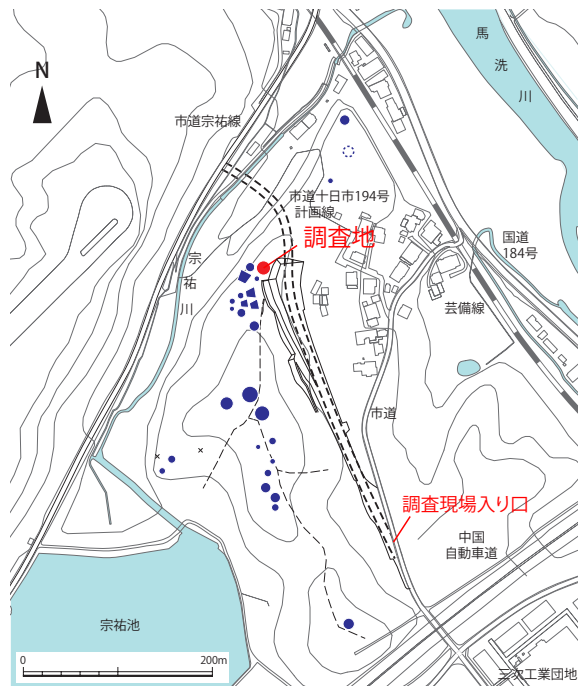 馬洗川
N
市道宗祐線
市道十日市194号
計画線
調査地
国道
184号
宗祐川
芸備線
市道
調査現場入り口
中国
自動車道
宗祐池
0
200m
三次工業団地